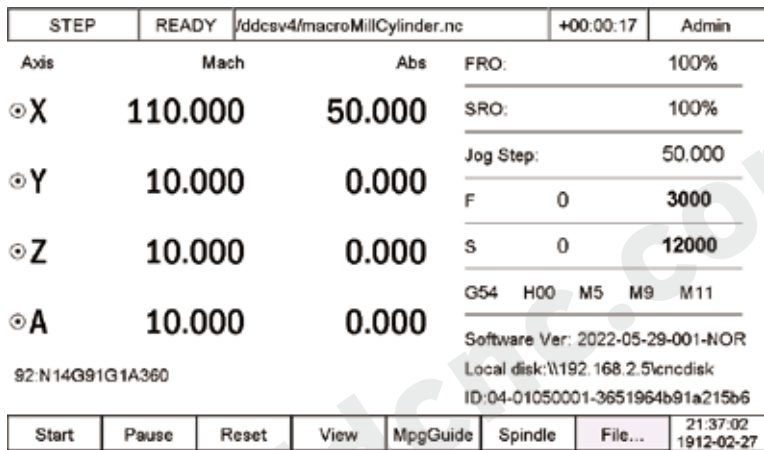 STEP READY /ddcsv4/macroMillCylinder.nc +00:00:17 Admin
Axis Mach Abs FRO: 100%
X 110.000 50.000 SRO: 100%
Jog Step: 50.000
Y 10.000 0.000
F 0 3000
Z 10.000 0.000 S 0 12000
G54 H00 M5 M9 M11
A 10.000 0.000
Software Ver: 2022-05-29-001-NOR
92:N14G91G1A360 Local disk:\\192.168.2.5\cncdisk
ID:04-01050001-3651964b91a215b6
Start Pause Reset View MpgGuide Spindle File... 21:37:02
1912-02-27